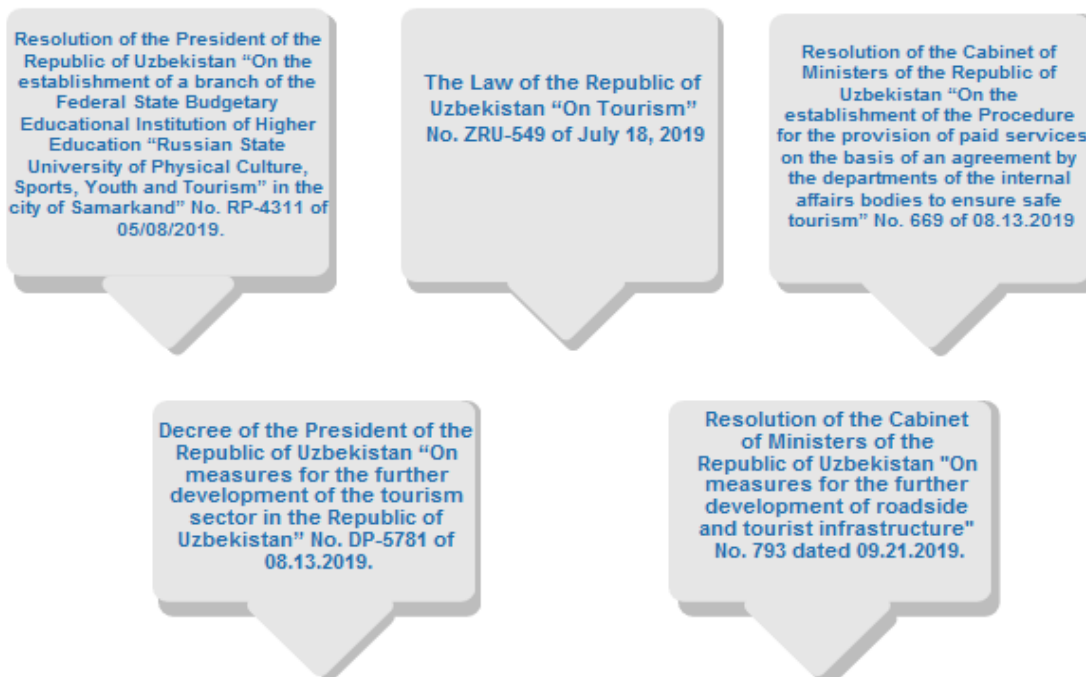 Resolution of the President of the
Republic of Uzbekistan “On the
establishment of a branch of the
Federal State Budgetary
Educational Institution of Higher
Education “Russian State
University of Physical Culture,
Sports, Youth and Tourism” in the
city of Samarkand” No. RP-4311 of
05/08/2019.
The Law of the Republic of
Uzbekistan “On Tourism”
No. ZRU-549 of July 18, 2019
Resolution of the Cabinet of
Ministers of the Republic of
Uzbekistan “On the
establishment of the Procedure
for the provision of paid services
on the basis of an agreement by
the departments of the internal
affairs bodies to ensure safe
tourism” No. 669 of 08.13.2019
Decree of the President of the
Republic of Uzbekistan “On
measures for the further
development of the tourism
sector in the Republic of
Uzbekistan” No. DP-5781 of
08.13.2019.
Resolution of the Cabinet
of Ministers of the
Republic of Uzbekistan "On
measures for the further
development of roadside
and tourist infrastructure"
No. 793 dated 09.21.2019.